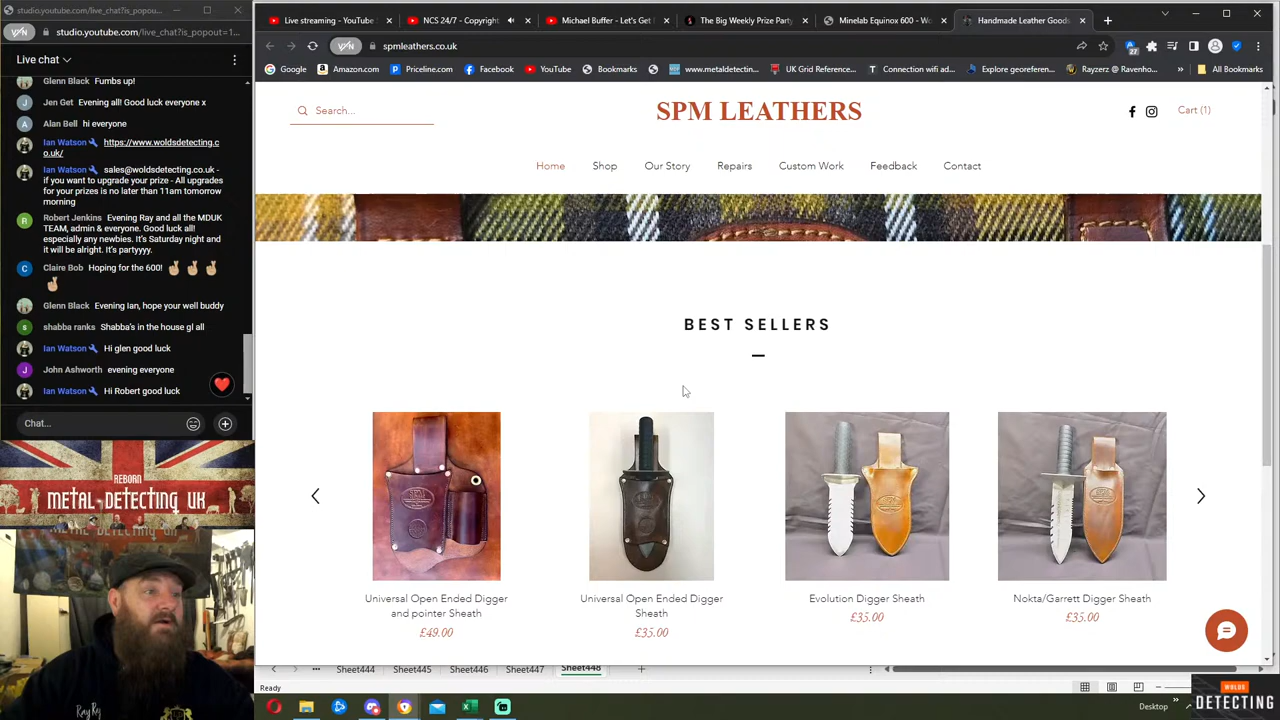 studio.youtube.com/live_chat?is_popou...
studio.youtube.com/live_chat?is_popout=1...
Live chat
Glenn Black Fumbs up!
Jen Get Evening all! Good luck everyone x
Alan Bell hi everyone
Ian Watson https://www.woldsdetecting.c
o.uk/
Ian Watson sales@woldsdetecting.co.uk -
if you want to upgrade your prize - All upgrades
for your prizes is no later than 11am tomorrow
morning
Robert Jenkins Evening Ray and all the MDUK
TEAM, admin & everyone. Good luck all
especially any newbies. It's Saturday night and
it will be alright. It's partyyyy.
Claire Bob Hoping for the 600!
Glenn Black Evening Ian, hope your well buddy
shabba ranks Shabba's in the house gl all
Ian Watson Hi glen good luck
John Ashworth evening everyone
Ian Watson Hi Robert good luck
Chat...
REBORN
METAL DETECTING UK
Live streaming - YouTube
NCS 24/7 - Copyright
Michael Buffer - Let's Get
The Big Weekly Prize Party
Minelab Equinox 600 - Wo
Handmade Leather Goods
spmleathers.co.uk
27
Google
Amazon.com
Priceline.com
Facebook
YouTube
Bookmarks
www.metaldetectin...
UK Grid Reference...
Connection wifi ad...
Explore georeferen...
Rayzerz @ Ravenho...
All Bookmarks
Search...
SPM LEATHERS
Cart (1)
Home
Shop
Our Story
Repairs
Custom Work
Feedback
Contact
BEST SELLERS
Universal Open Ended Digger
and pointer Sheath
£49.00
Universal Open Ended Digger
Sheath
£35.00
Evolution Digger Sheath
£35.00
Nokta/Garrett Digger Sheath
£35.00
... Sheet444 Sheet445 Sheet446 Sheet447 Sheet448
Ready
Desktop
WOLDS
DETECTING